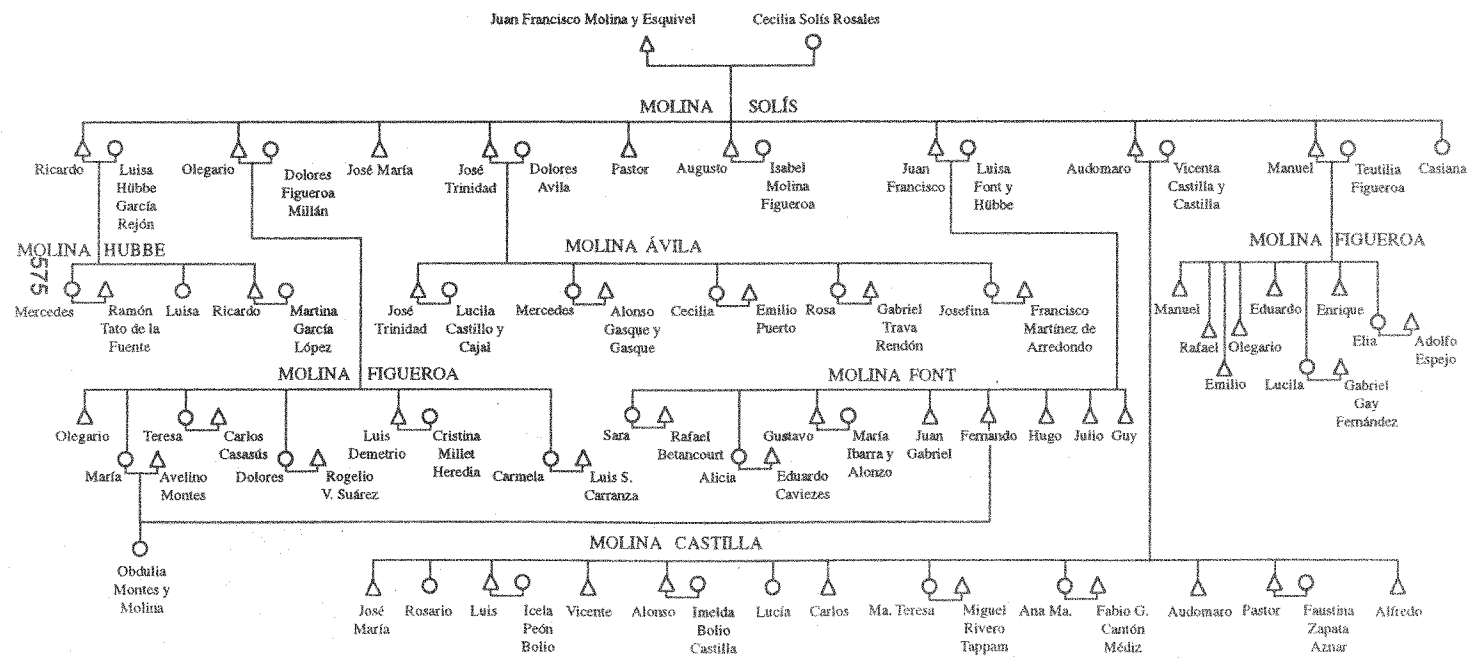 Juan Francisco Molina y Esquivel
Cecilia Solís Rosales
MOLINA SOLÍS
Ricardo
Luisa
Hübbe
García
Rejón
Olegario
Dolores
Figueroa
Millán
José María
José
Trinidad
Dolores
Avila
Pastor
Augusto
Isabel
Molina
Figueroa
Juan
Francisco
Luisa
Font y
Hübbe
Audomaro
Vicenta
Castilla y
Castilla
Manuel
Teutilia
Figueroa
Casiana
MOLINA HUBBE
575
Mercedes
Ramón
Tato de la
Fuente
Luisa
Ricardo
Martina
García
López
MOLINA ÁVILA
José
Trinidad
Lucila
Castillo y
Cajal
Mercedes
Alonso
Gasque y
Gasque
Cecilia
Emilio
Puerto
Rosa
Gabriel
Trava
Rendón
Josefina
Francisco
Martínez de
Arredondo
MOLINA FIGUEROA
Manuel
Rafael
Emilio
Olegario
Eduardo
Lucila
Gabriel
Gay
Fernández
Enrique
Elia
Adolfo
Espejo
MOLINA FIGUEROA
Olegario
María
Avelino
Montes
Teresa
Carlos
Casasús
Dolores
Rogelio
V. Suárez
Luis
Demetrio
Cristina
Millet
Heredia
Carmela
Luis S.
Carranza
MOLINA FONT
Sara
Rafael
Betancourt
Alicia
Eduardo
Caviezes
Gustavo
María
Ibarra y
Alonzo
Juan
Gabriel
Fernando
Hugo
Julio
Guy
Obdulia
Montes y
Molina
MOLINA CASTILLA
José
María
Rosario
Luis
Icela
Peón
Bolio
Vicente
Alonso
Imelda
Bolio
Castilla
Lucía
Carlos
Ma. Teresa
Miguel
Rivero
Tappam
Ana Ma.
Fabio G.
Cantón
Médiz
Audomaro
Pastor
Faustina
Zapata
Aznar
Alfredo